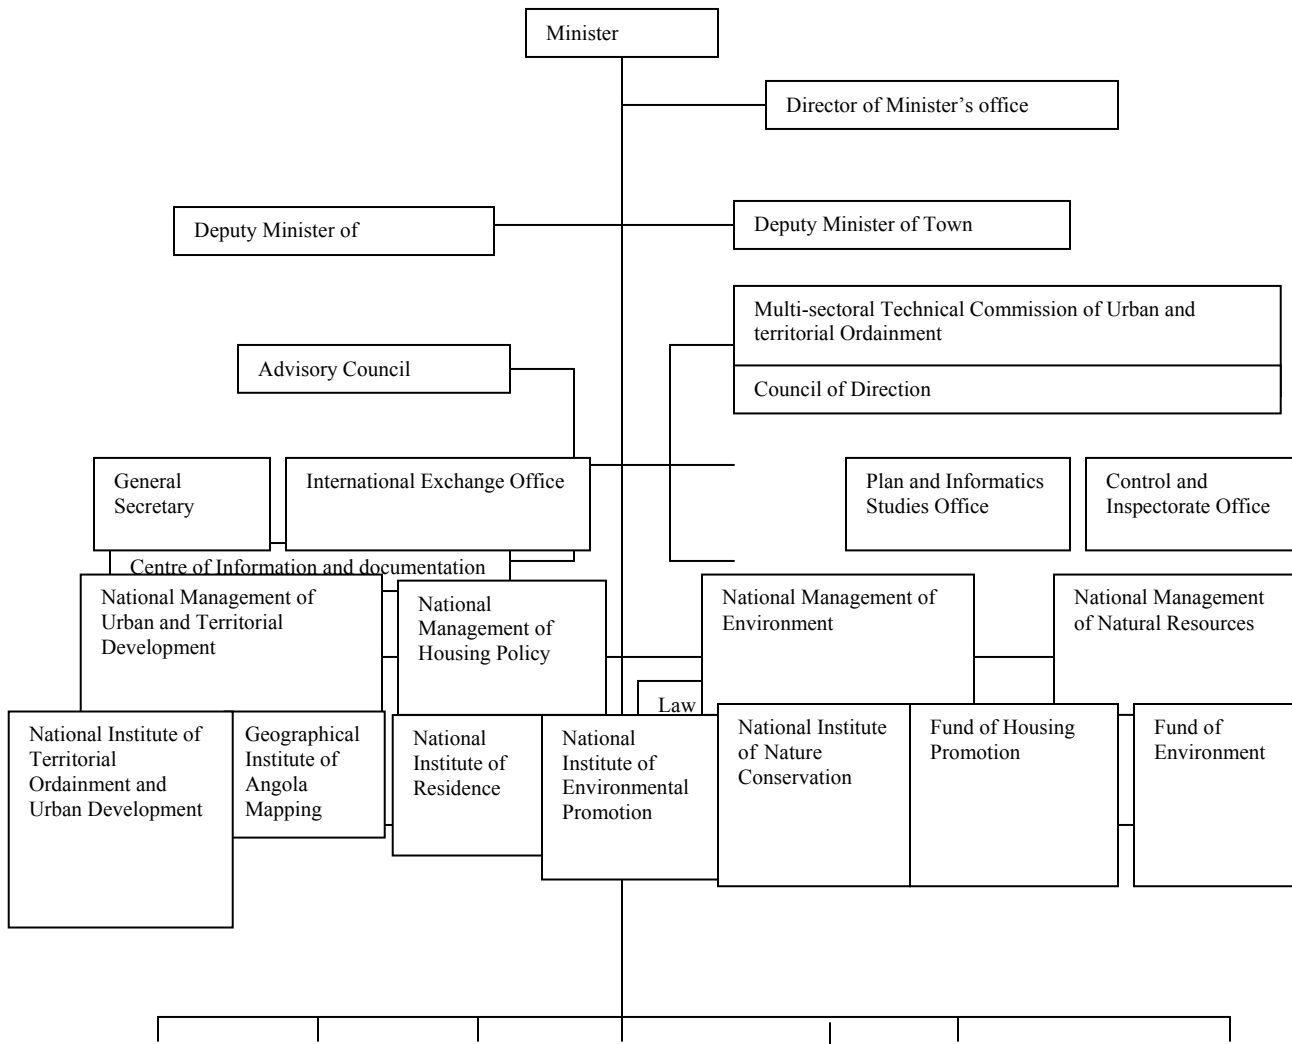 Minister
Director of Minister’s office
Deputy Minister of
Deputy Minister of Town
Multi-sectoral Technical Commission of Urban and
territorial Ordainment
Advisory Council
Council of Direction
General
Secretary
International Exchange Office
Plan and Informatics
Studies Office
Control and
Inspectorate Office
Centre of Information and documentation
National Management of
Urban and Territorial
Development
National
Management of
Housing Policy
National Management of
Environment
National Management
of Natural Resources
Law
National Institute of
Territorial
Ordainment and
Urban Development
Geographical
Institute of
Angola
Mapping
National
Institute of
Residence
National
Institute of
Environmental
Promotion
National Institute
of Nature
Conservation
Fund of Housing
Promotion
Fund of
Environment